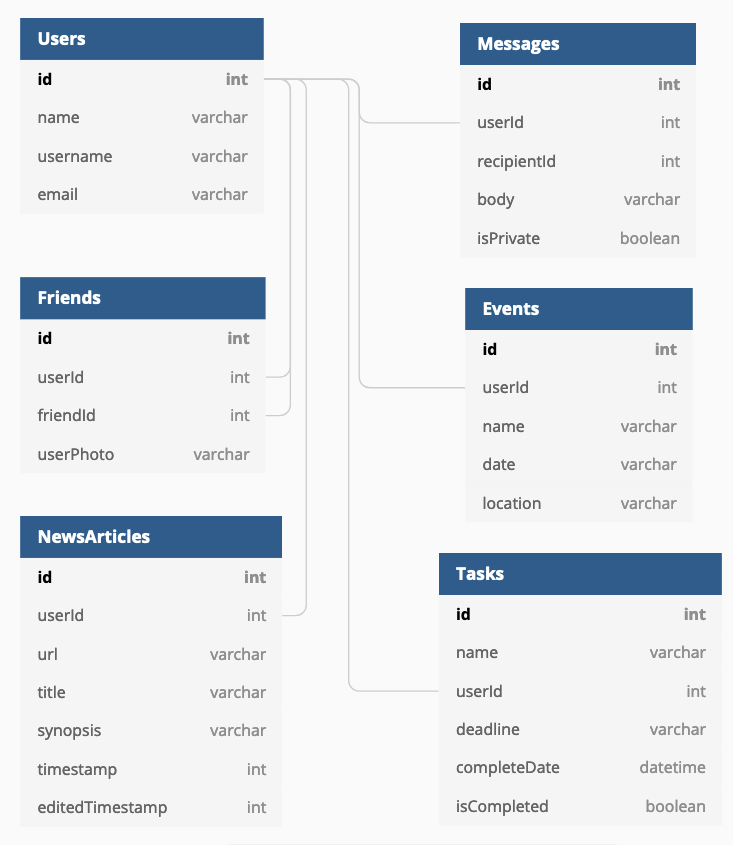 Users
id int
name varchar
username varchar
email varchar
Friends
id int
userId int
friendId int
userPhoto varchar
NewsArticles
id int
userId int
url varchar
title varchar
synopsis varchar
timestamp int
editedTimestamp int
Messages
id int
userId int
recipientId int
body varchar
isPrivate boolean
Events
id int
userId int
name varchar
date varchar
location varchar
Tasks
id int
name varchar
userId int
deadline varchar
completeDate datetime
isCompleted boolean